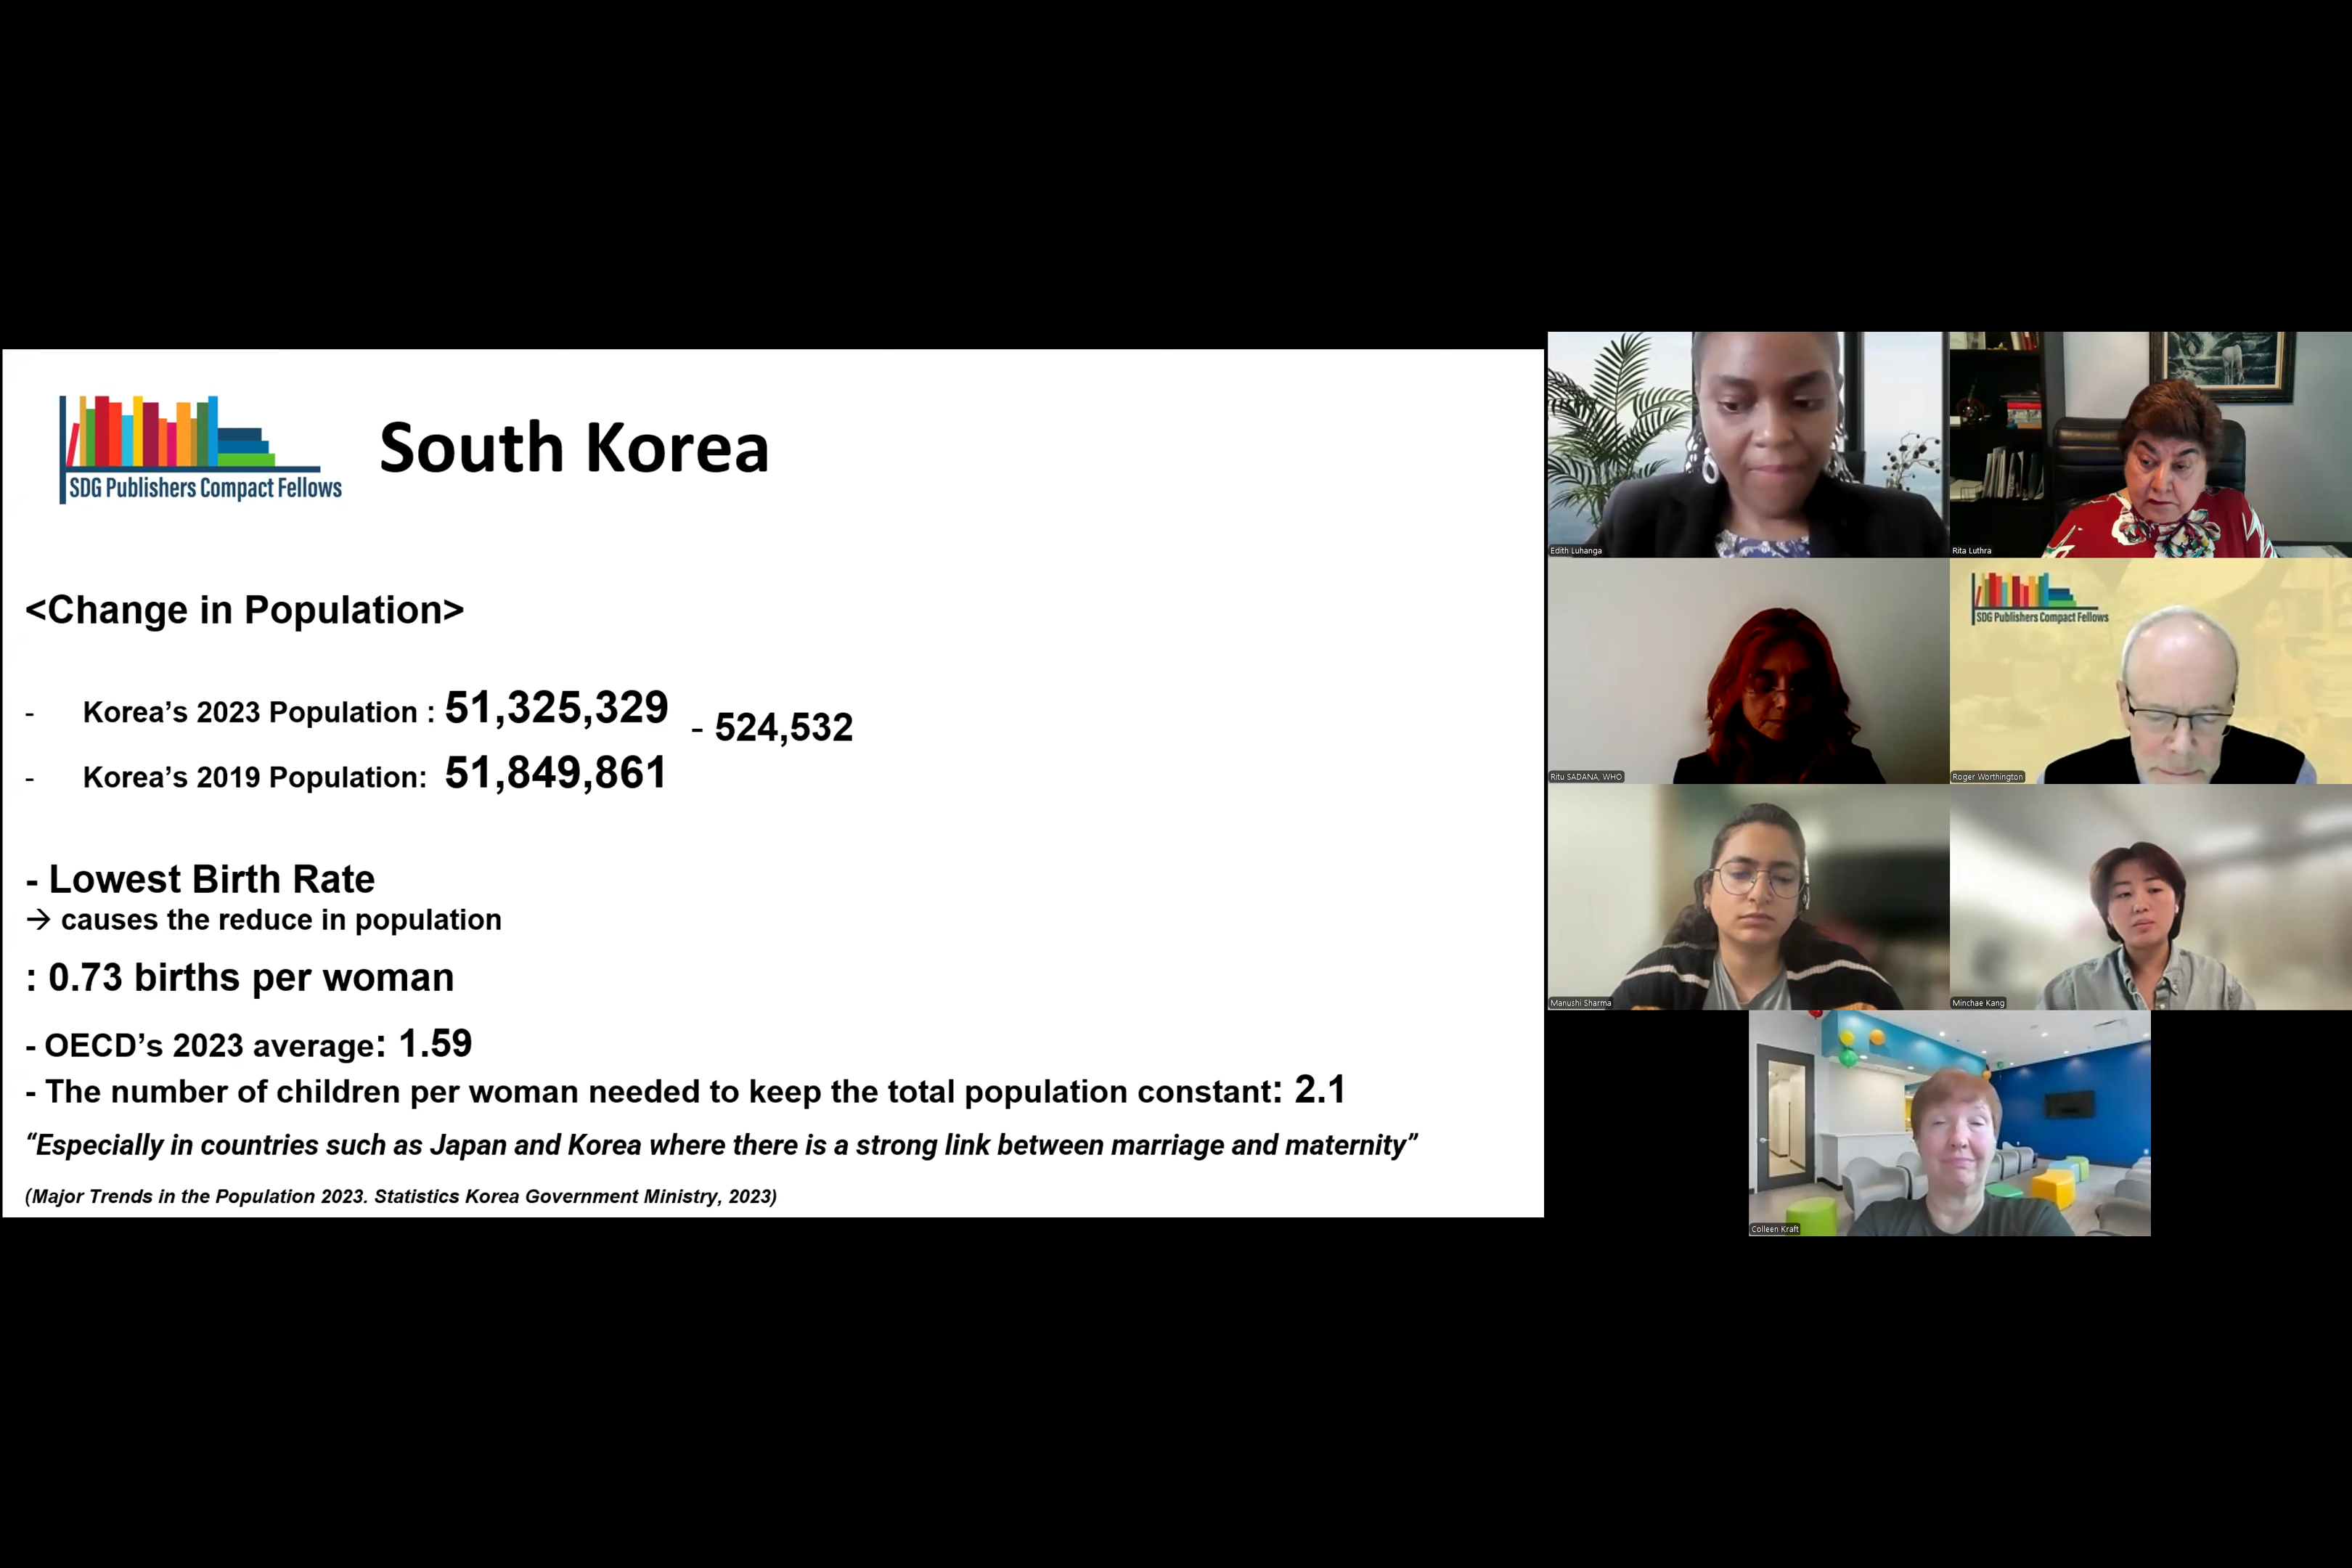 SDG Publishers Compact Fellows
South Korea
<Change in Population>
- Korea's 2023 Population : 51,325,329
- 524,532
- Korea's 2019 Population: 51,849,861
- Lowest Birth Rate
→ causes the reduce in population
: 0.73 births per woman
- OECD's 2023 average: 1.59
- The number of children per woman needed to keep the total population constant: 2.1
“Especially in countries such as Japan and Korea where there is a strong link between marriage and maternity”
(Major Trends in the Population 2023. Statistics Korea Government Ministry, 2023)
Edith Luhanga
Rita Luthra
Ritu SADANA, WHO
SDG Publishers Compact Fellows
Roger Worthington
Manushi Sharma
Minchae Kang
Colleen Kraft